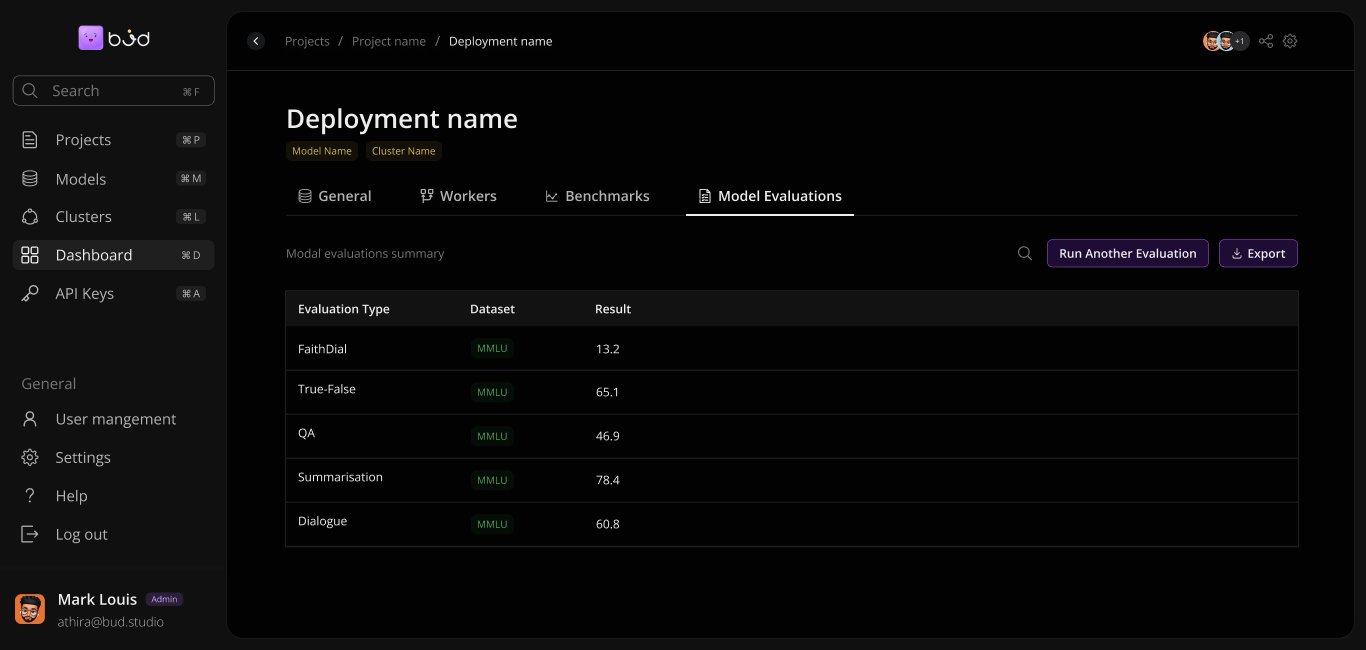 bud
Search ⌘ F
Projects ⌘ P
Models ⌘ M
Clusters ⌘ L
Dashboard ⌘ D
API Keys ⌘ A
General
User mangement
Settings
Help
Log out
Mark Louis Admin
athira@bud.studio
Projects / Project name / Deployment name
+1
Deployment name
Model Name Cluster Name
General Workers Benchmarks Model Evaluations
Modal evaluations summary Run Another Evaluation Export
Evaluation Type Dataset Result
FaithDial MMLU 13.2
True-False MMLU 65.1
QA MMLU 46.9
Summarisation MMLU 78.4
Dialogue MMLU 60.8